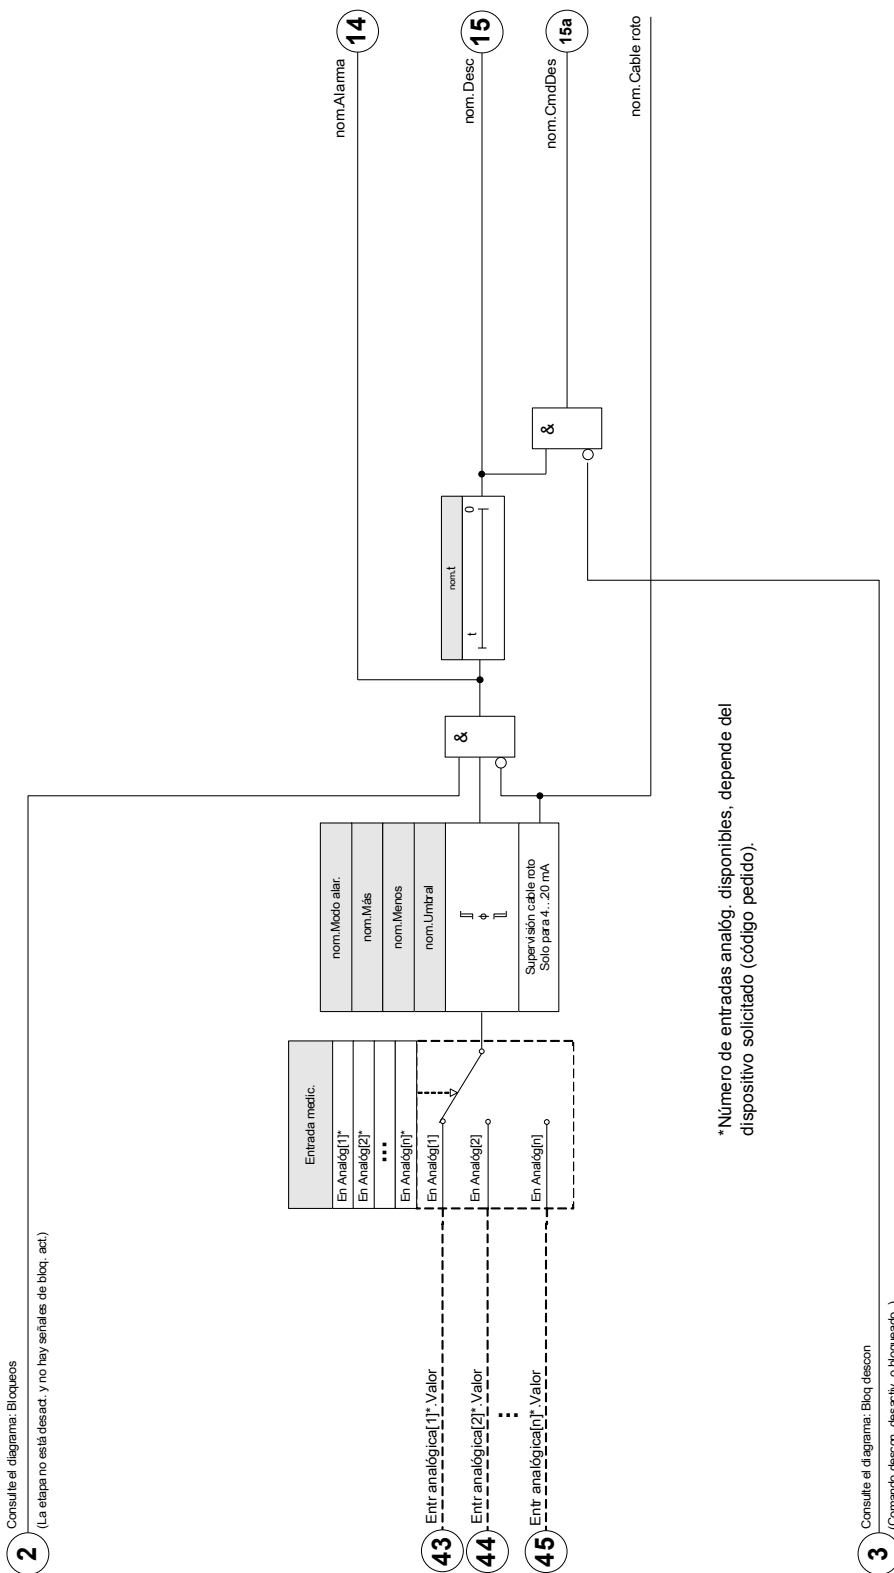 2
Consulte el diagrama: Bloqueos
(La etapa no está desact. y no hay señales de bloq. act.)
43
Entr analógica[1]*.Valor
44
Entr analógica[2]*.Valor
...
45
Entr analógica[n]*.Valor
Entrada medic.
En Analóg[1]*
En Analóg[2]*
...
En Analóg[n]*
En Analóg[1]
En Analóg[2]
En Analóg[n]
nom.Modo alar.
nom.Más
nom.Menos
nom.Umbral
φ
Supervisión cable roto
Solo para 4...20 mA
&
nom.t
t
0
&
nom.Alarma
14
nom.Desc
15
nom.CmdDes
15a
nom.Cable roto
*Número de entradas analóg. disponibles, depende del
dispositivo solicitado (código pedido).
3
Consulte el diagrama: Bloq descon
(Comando descon. desactiv. o bloqueado. )